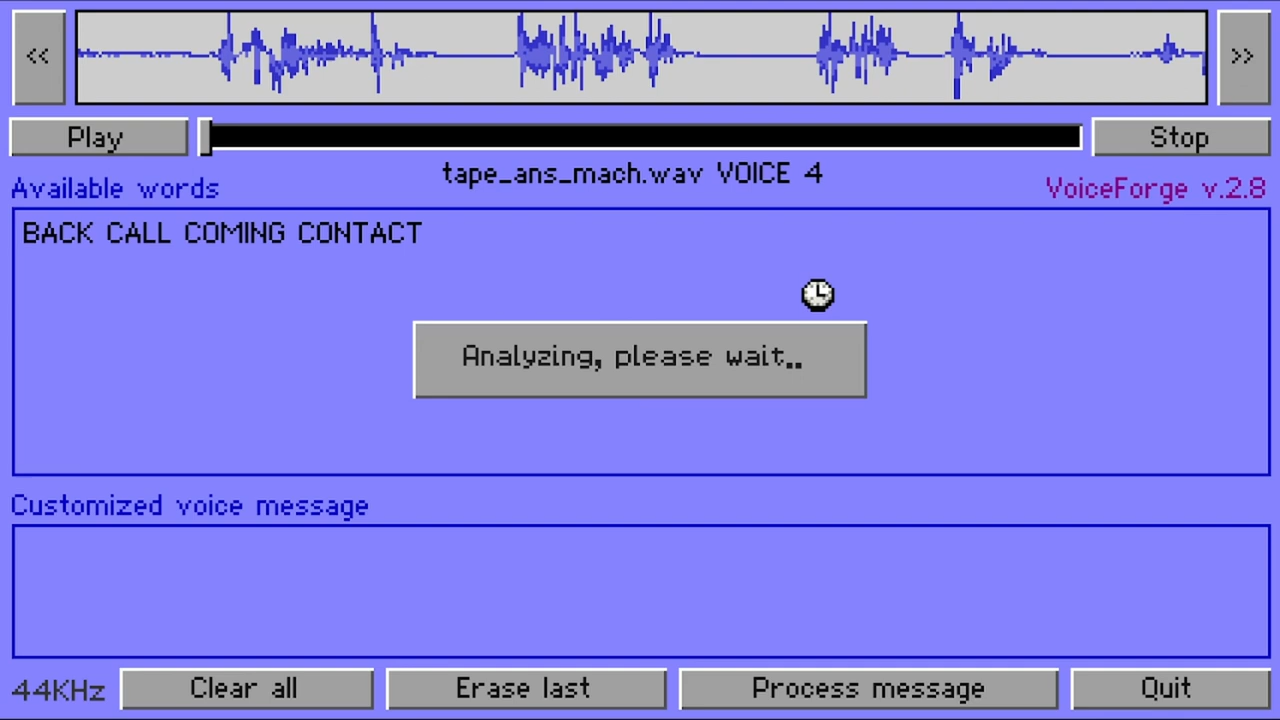 << >>
Play Stop
tape_ans_mach.wav VOICE 4
Available words VoiceForge v.2.8
BACK CALL COMING CONTACT
Analyzing, please wait..
Customized voice message
44KHz Clear all Erase last Process message Quit